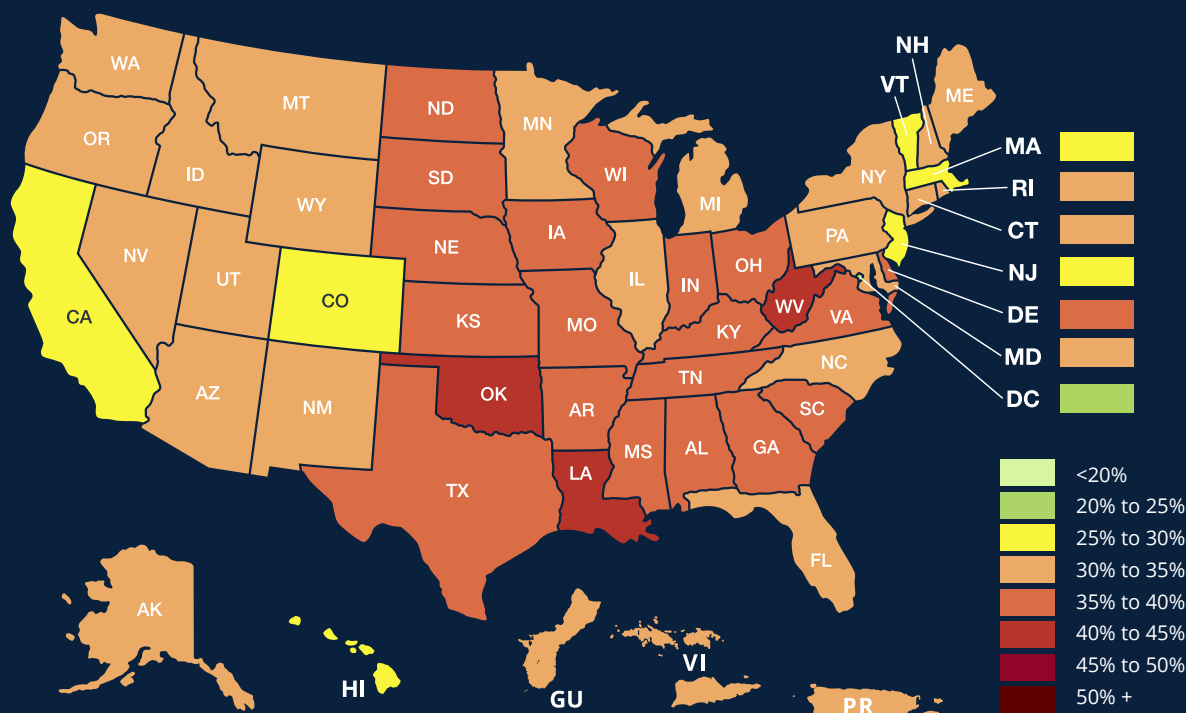 WA
MT
ND
MN
OR
ID
SD
WI
WY
MI
NY
ME
NH
VT
MA
RI
CT
NJ
DE
MD
DC
NV
UT
CO
NE
IA
IL
IN
OH
PA
CA
KS
MO
KY
WV
VA
AZ
NM
OK
AR
TN
NC
SC
TX
LA
MS
AL
GA
FL
AK
HI
GU
VI
PR
<20%
20% to 25%
25% to 30%
30% to 35%
35% to 40%
40% to 45%
45% to 50%
50% +